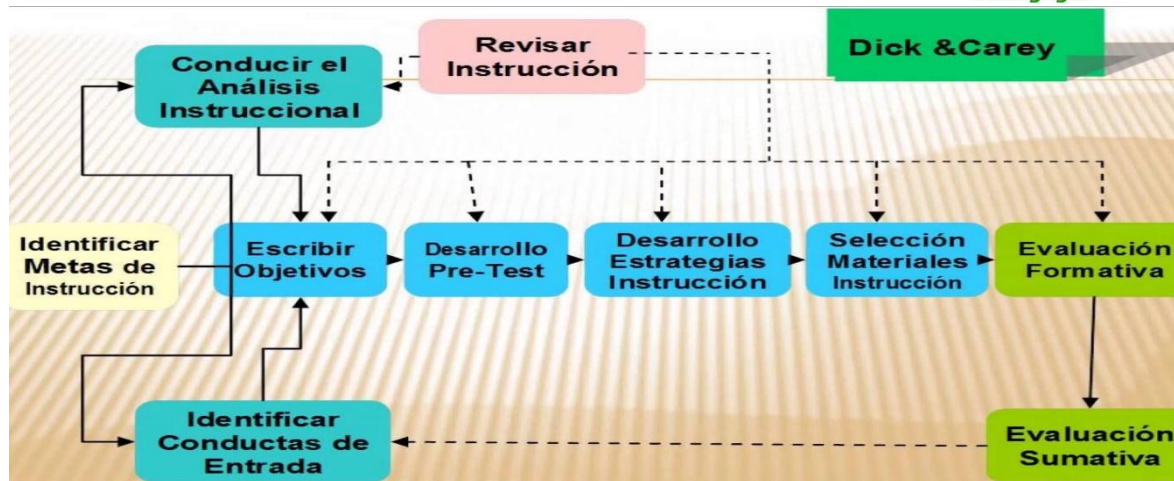 Revisar
Instrucción
Dick &Carey
Conducir el
Análisis
Instruccional
Identificar
Metas de
Instrucción
Escribir
Objetivos
Desarrollo
Pre-Test
Desarrollo
Estrategias
Instrucción
Selección
Materiales
Instrucción
Evaluación
Formativa
Identificar
Conductas de
Entrada
Evaluación
Sumativa